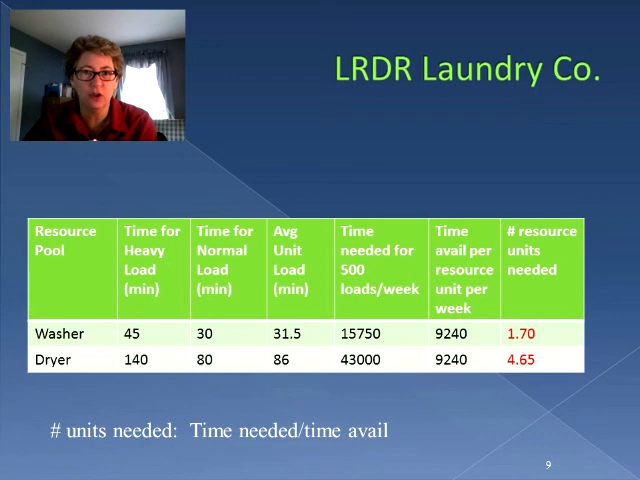 LRDR Laundry Co.
Resource Pool | Time for Heavy Load (min) | Time for Normal Load (min) | Avg Unit Load (min) | Time needed for 500 loads/week | Time avail per resource unit per week | # resource units needed
Washer | 45 | 30 | 31.5 | 15750 | 9240 | 1.70
Dryer | 140 | 80 | 86 | 43000 | 9240 | 4.65
# units needed: Time needed/time avail
9